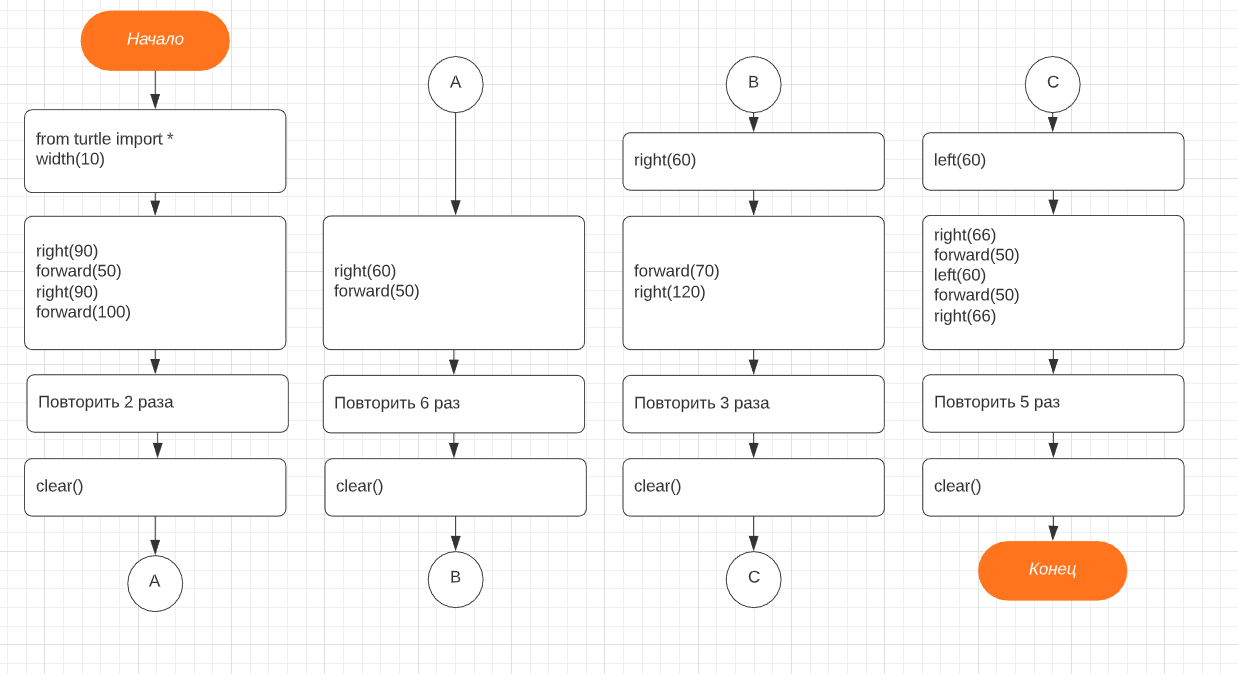 Начало
from turtle import *
width(10)
right(90)
forward(50)
right(90)
forward(100)
Повторить 2 раза
clear()
A
A
right(60)
forward(50)
Повторить 6 раз
clear()
B
B
right(60)
forward(70)
right(120)
Повторить 3 раза
clear()
C
C
left(60)
right(66)
forward(50)
left(60)
forward(50)
right(66)
Повторить 5 раз
clear()
Конец